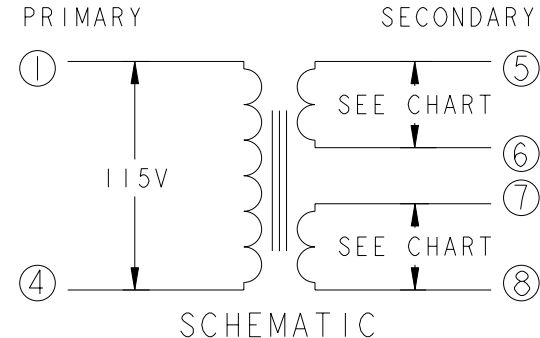 PRIMARY SECONDARY
1 5
SEE CHART
6
115V
7
SEE CHART
4 8
SCHEMATIC